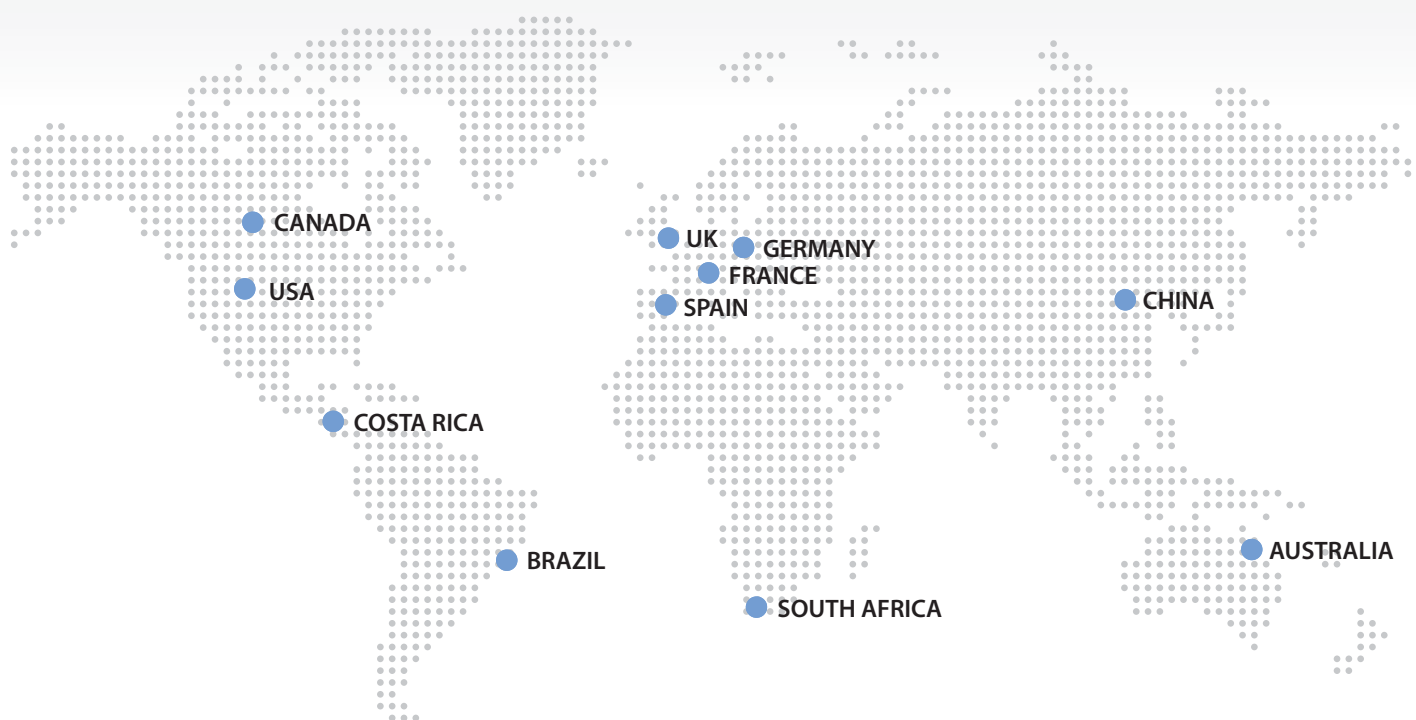 CANADA
UK
GERMANY
FRANCE
USA
SPAIN
CHINA
COSTA RICA
BRAZIL
AUSTRALIA
SOUTH AFRICA